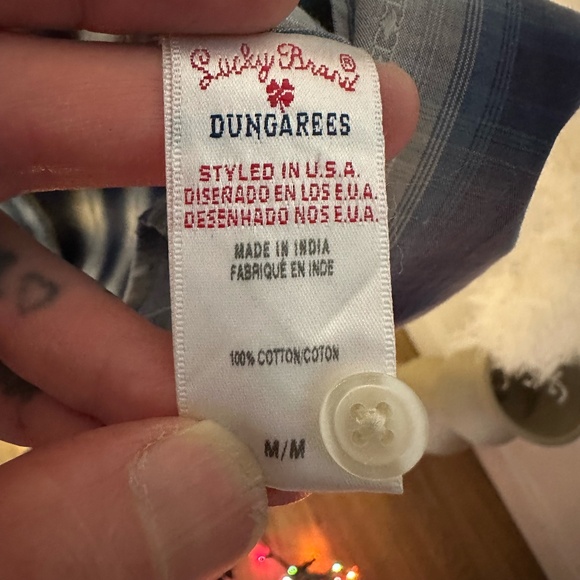 Lucky Brand®
DUNGAREES
STYLED IN U.S.A.
DISEÑADO EN LOS E.U.A.
DESENHADO NOS E.U.A.
MADE IN INDIA
FABRIQUÉ EN INDE
100% COTTON/COTON
M/M